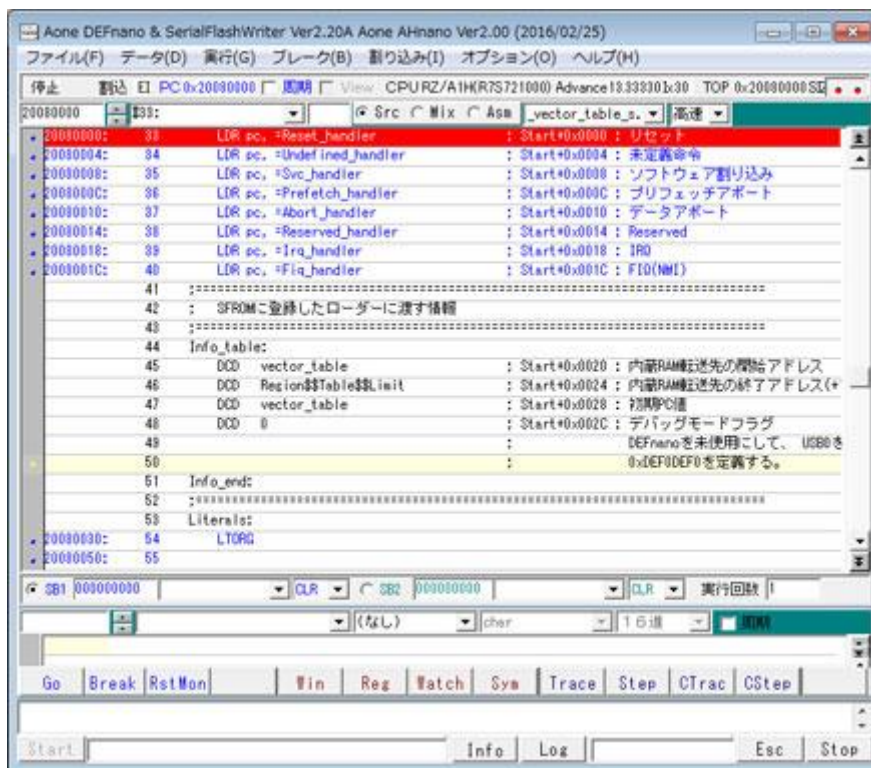 Aone DEFnano & SerialFlashWriter Ver2.20A Aone AHnano Ver2.00 (2016/02/25)
ファイル(F) データ(D) 実行(G) ブレーク(B) 割り込み(I) オプション(O) ヘルプ(H)
停止 割込 EI PC 0x20080000 周期 View CPU RZ/A1H(R7S721000) Advance 13.33330 1x30 TOP 0x20080000
20080000 Src Mix Asm _vector_table_s. 高速
20080000: 33 LDR pc, =Reset_handler ; Start+0x0000 : リセット
20080004: 34 LDR pc, =Undefined_handler ; Start+0x0004 : 未定義命令
20080008: 35 LDR pc, =Svc_handler ; Start+0x0008 : ソフトウェア割り込み
2008000C: 36 LDR pc, =Prefetch_handler ; Start+0x000C : プリフェッチアボート
20080010: 37 LDR pc, =Abort_handler ; Start+0x0010 : データアボート
20080014: 38 LDR pc, =Reserved_handler ; Start+0x0014 : Reserved
20080018: 39 LDR pc, =Irq_handler ; Start+0x0018 : IRQ
2008001C: 40 LDR pc, =Fiq_handler ; Start+0x001C : FIQ(NMI)
41
42 ; SFROMに登録したローダーに渡す情報
43
44 Info_table:
45 DCD vector_table ; Start+0x0020 : 内蔵RAM転送先の開始アドレス
46 DCD Region$$Table$$Limit ; Start+0x0024 : 内蔵RAM転送先の終了アドレス(+
47 DCD vector_table ; Start+0x0028 : 初期PC値
48 DCD 0 ; Start+0x002C : デバッグモードフラグ
49 ; DEFnanoを未使用にして、 USB0を
50 ; 0xDEF0DEF0を定義する。
51 Info_end:
52
53 Literals:
20080030: 54 LTORG
20080050: 55
SB1 000000000 CLR SB2 000000000 CLR 実行回数 1
(なし) char 16進 周期
Go Break RstMon Win Reg Watch Sym Trace Step CTrac CStep
Start Info Log Esc Stop